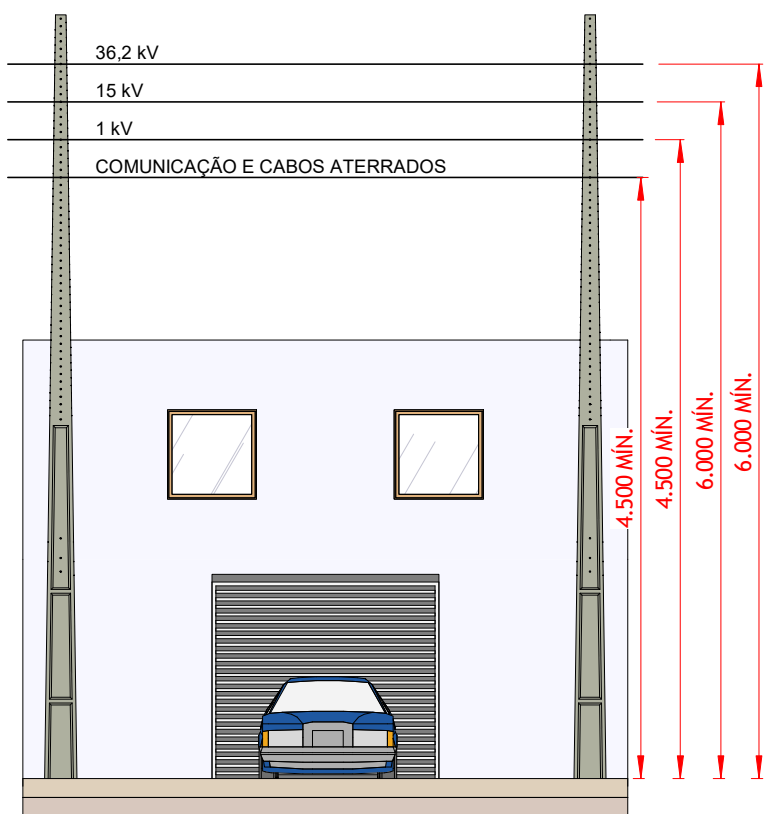 36,2 kV
15 kV
1 kV
COMUNICAÇÃO E CABOS ATERRADOS
4.500 MÍN.
4.500 MÍN.
6.000 MÍN.
6.000 MÍN.